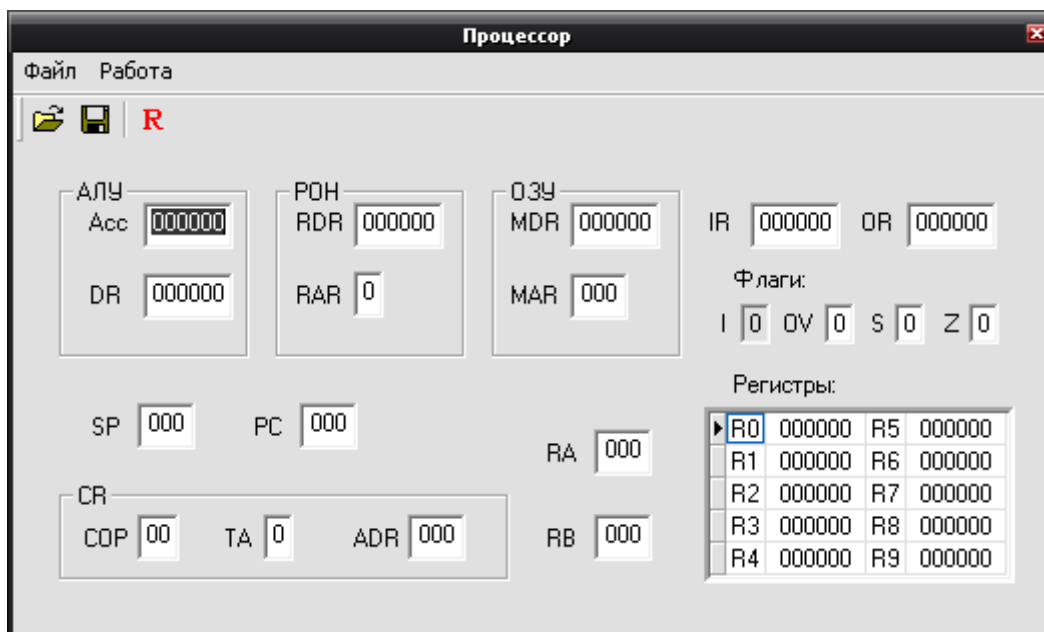 Процессор
Файл Работа
R
АЛУ РОН ОЗУ
Acc 000000 RDR 000000 MDR 000000 IR 000000 OR 000000
Флаги:
DR 000000 RAR 0 MAR 000
I 0 OV 0 S 0 Z 0
Регистры:
SP 000 PC 000
R0 000000 R5 000000
RA 000
R1 000000 R6 000000
CR
R2 000000 R7 000000
COP 00 TA 0 ADR 000 RB 000
R3 000000 R8 000000
R4 000000 R9 000000